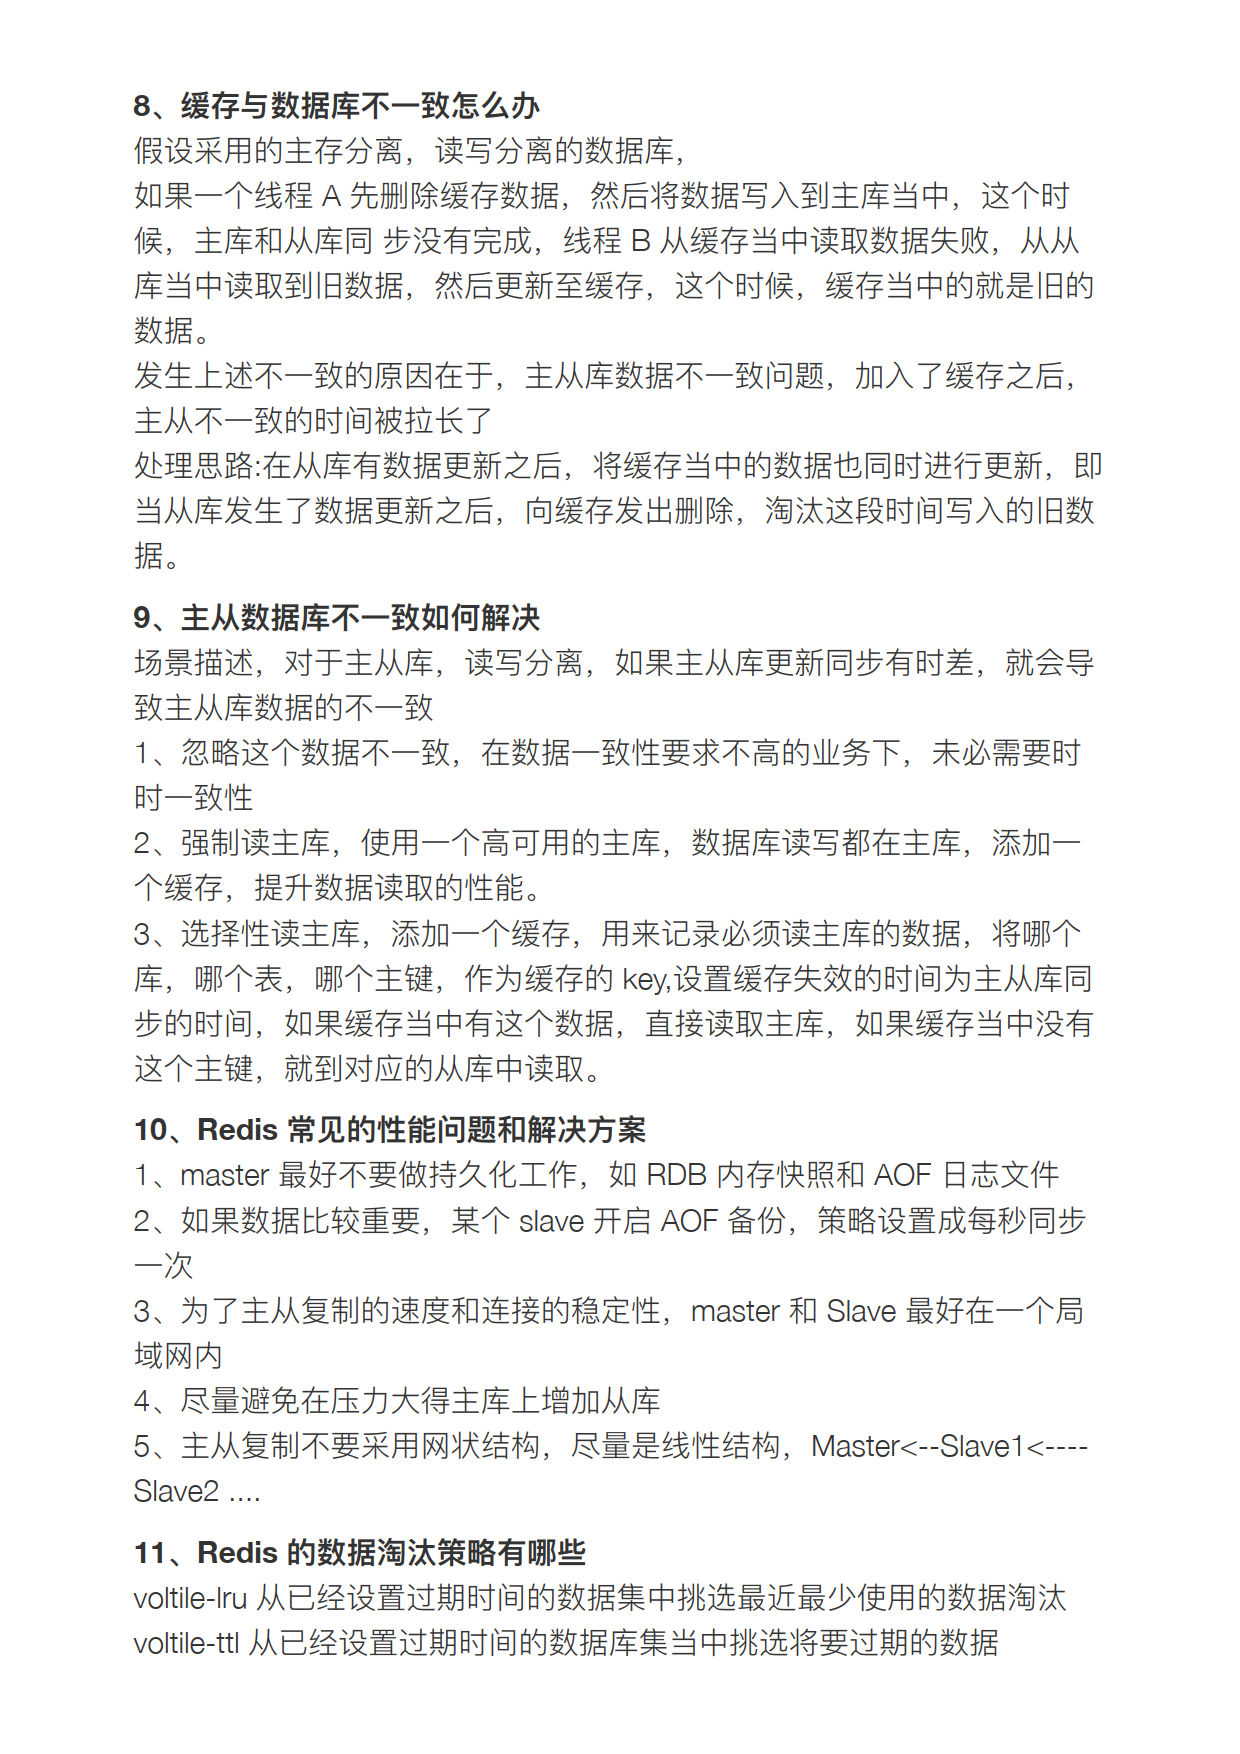 8、缓存与数据库不一致怎么办
假设采用的主存分离，读写分离的数据库，
如果一个线程 A 先删除缓存数据，然后将数据写入到主库当中，这个时
候，主库和从库同 步没有完成，线程 B 从缓存当中读取数据失败，从从
库当中读取到旧数据，然后更新至缓存，这个时候，缓存当中的就是旧的
数据。
发生上述不一致的原因在于，主从库数据不一致问题，加入了缓存之后，
主从不一致的时间被拉长了
处理思路:在从库有数据更新之后，将缓存当中的数据也同时进行更新，即
当从库发生了数据更新之后，向缓存发出删除，淘汰这段时间写入的旧数
据。
9、主从数据库不一致如何解决
场景描述，对于主从库，读写分离，如果主从库更新同步有时差，就会导
致主从库数据的不一致
1、忽略这个数据不一致，在数据一致性要求不高的业务下，未必需要时
时一致性
2、强制读主库，使用一个高可用的主库，数据库读写都在主库，添加一
个缓存，提升数据读取的性能。
3、选择性读主库，添加一个缓存，用来记录必须读主库的数据，将哪个
库，哪个表，哪个主键，作为缓存的 key,设置缓存失效的时间为主从库同
步的时间，如果缓存当中有这个数据，直接读取主库，如果缓存当中没有
这个主键，就到对应的从库中读取。
10、Redis 常见的性能问题和解决方案
1、master 最好不要做持久化工作，如 RDB 内存快照和 AOF 日志文件
2、如果数据比较重要，某个 slave 开启 AOF 备份，策略设置成每秒同步
一次
3、为了主从复制的速度和连接的稳定性，master 和 Slave 最好在一个局
域网内
4、尽量避免在压力大得主库上增加从库
5、主从复制不要采用网状结构，尽量是线性结构，Master<--Slave1<----
Slave2 ....
11、Redis 的数据淘汰策略有哪些
voltile-lru 从已经设置过期时间的数据集中挑选最近最少使用的数据淘汰
voltile-ttl 从已经设置过期时间的数据库集当中挑选将要过期的数据